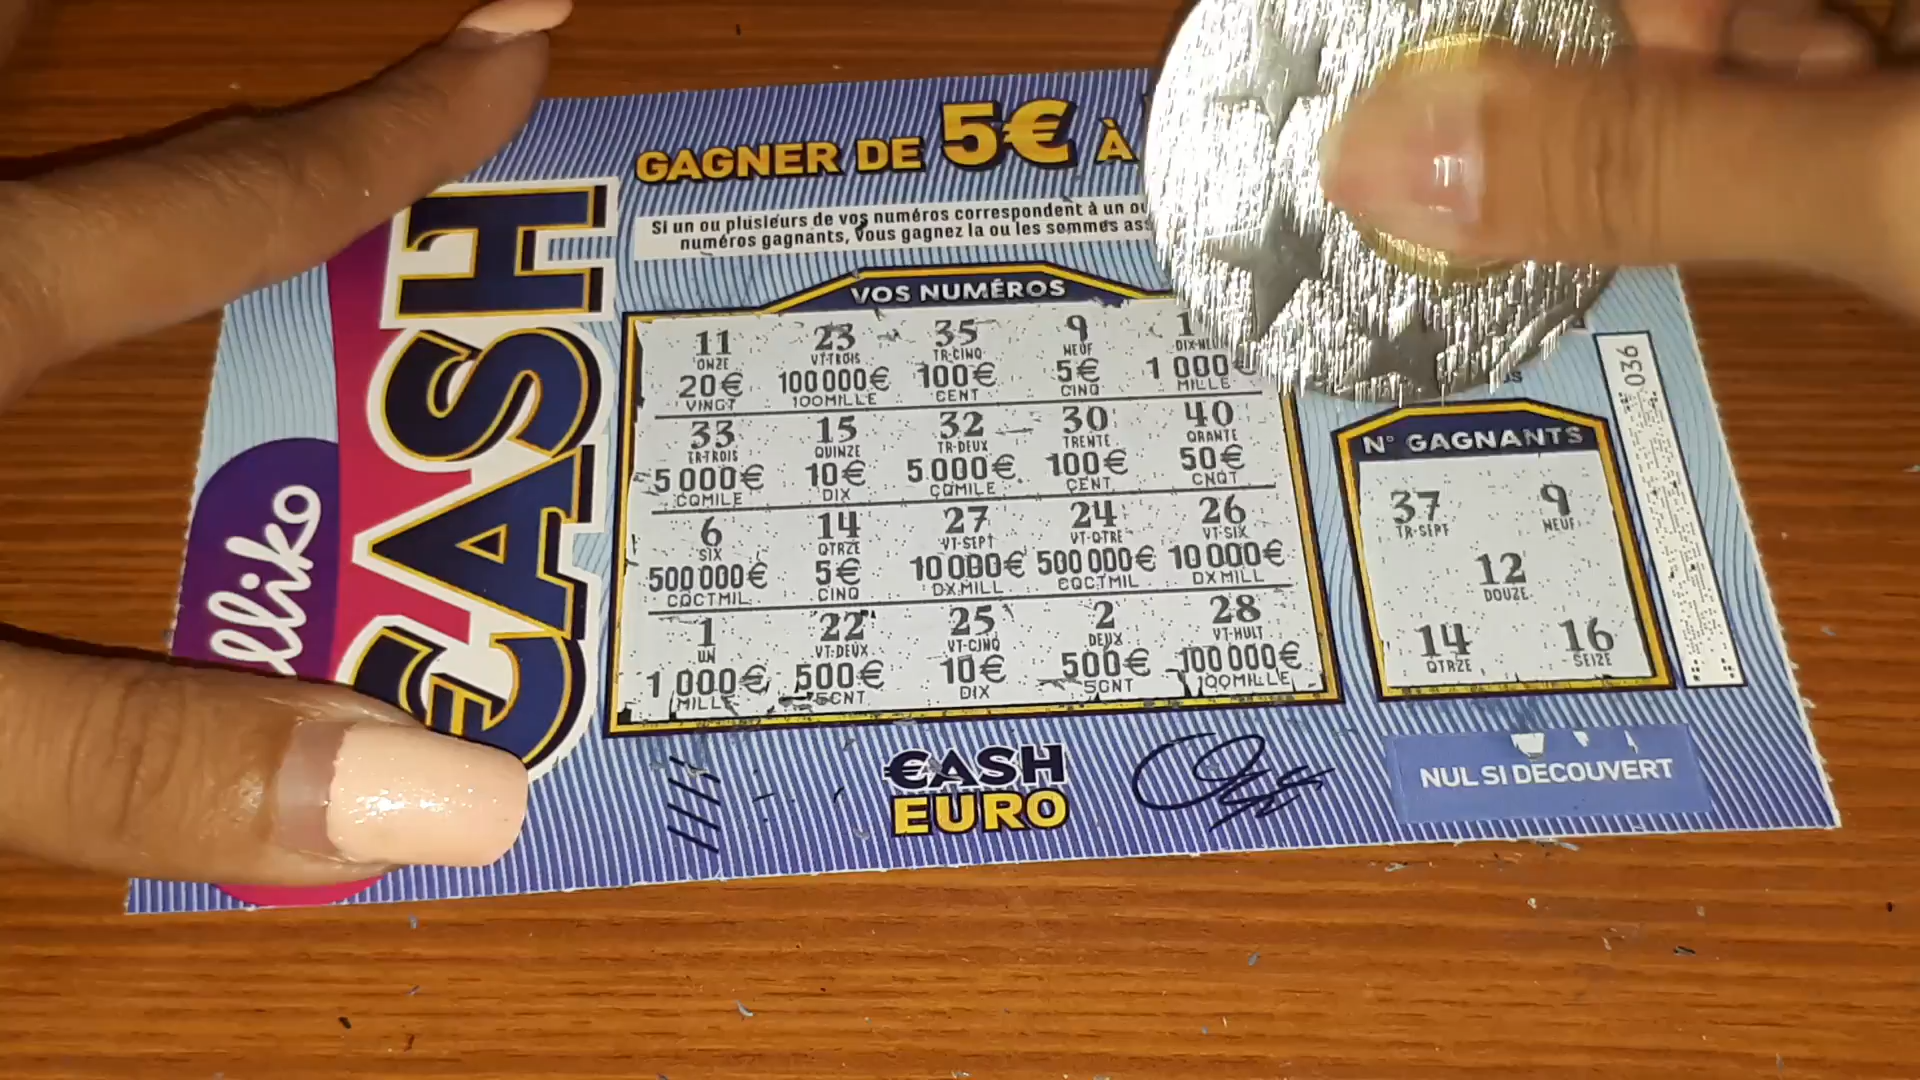 GAGNER DE 5€ À
Si un ou plusieurs de vos numéros correspondent à un
numéros gagnants, vous gagnez la ou les sommes
CASH
lliko
VOS NUMÉROS
11 23 35 9
ONZE VT-TROIS TR-CINQ NEUF
20€ 100 000€ 100€ 5€ 1 000€
VINGT 100MILLE CENT CINQ MILLE
33 15 32 30 40
TR-TROIS QUINZE TR-DEUX TRENTE QRANTE
5 000€ 10€ 5 000€ 100€ 50€
CQMILE DIX CQMILE CENT CNQT
6 14 27 24 26
SIX QTRZE VT-SEPT VT-QTRE VT-SIX
500 000€ 5€ 10 000€ 500 000€ 10 000€
CQCTMIL CINQ DXMILL CQCTMIL DXMILL
1 22 25 2 28
UN VT-DEUX VT-CINQ DEUX VT-HUIT
1 000€ 500€ 10€ 500€ 100 000€
MILLE 5CNT DIX 5CNT 100MILLE
N° GAGNANTS
37 9
TR-SEPT NEUF
12
DOUZE
14 16
QTRZE SEIZE
036
€ASH
EURO
NUL SI DECOUVERT